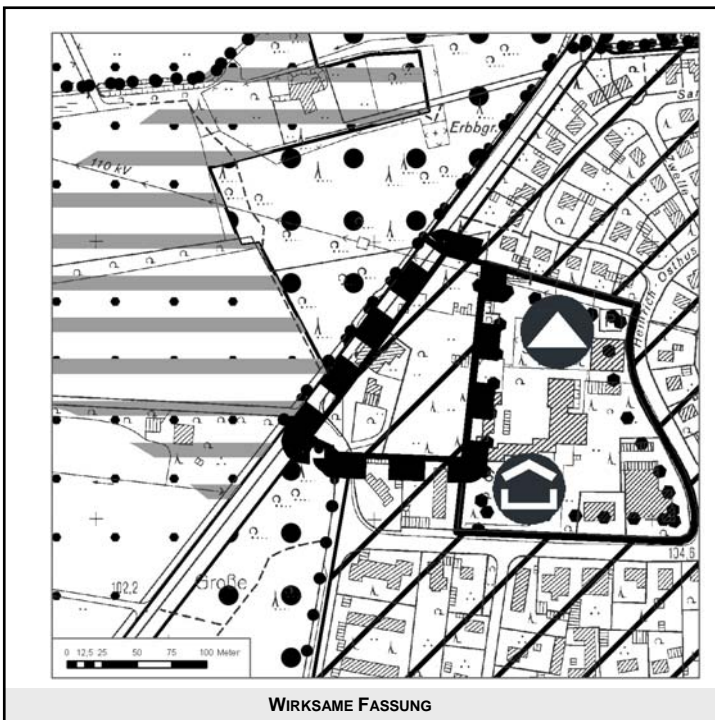 110 kV
Erbbgr.
Heinrich Osthus
104,6
102,2
Große
0 12,5 25 50 75 100 Meter
WIRKSAME FASSUNG